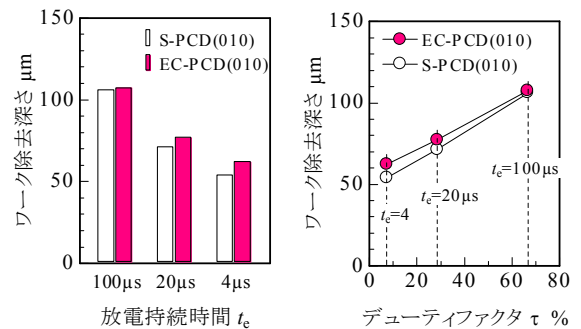 ワーク除去深さ μm
150
100
50
0
S-PCD(010)
EC-PCD(010)
100μs 20μs 4μs
放電持続時間 te
ワーク除去深さ μm
150
100
50
0
EC-PCD(010)
S-PCD(010)
te=100μs
te=20μs
te=4
0 20 40 60 80
デューティファクタ τ %